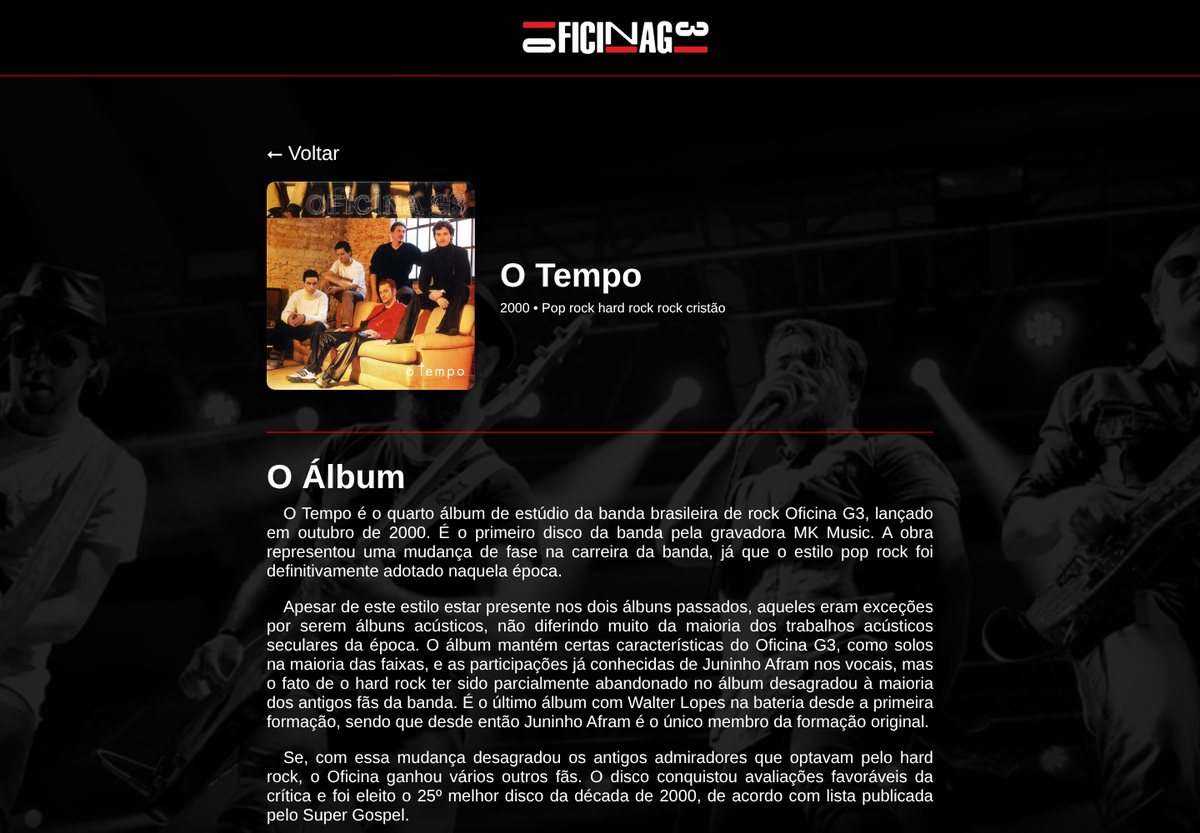 OFICINAG3
← Voltar
OFICINA G3
o Tempo
O Tempo
2000 • Pop rock hard rock rock cristão
O Álbum
O Tempo é o quarto álbum de estúdio da banda brasileira de rock Oficina G3, lançado
em outubro de 2000. É o primeiro disco da banda pela gravadora MK Music. A obra
representou uma mudança de fase na carreira da banda, já que o estilo pop rock foi
definitivamente adotado naquela época.
Apesar de este estilo estar presente nos dois álbuns passados, aqueles eram exceções
por serem álbuns acústicos, não diferindo muito da maioria dos trabalhos acústicos
seculares da época. O álbum mantém certas características do Oficina G3, como solos
na maioria das faixas, e as participações já conhecidas de Juninho Afram nos vocais, mas
o fato de o hard rock ter sido parcialmente abandonado no álbum desagradou à maioria
dos antigos fãs da banda. É o último álbum com Walter Lopes na bateria desde a primeira
formação, sendo que desde então Juninho Afram é o único membro da formação original.
Se, com essa mudança desagradou os antigos admiradores que optavam pelo hard
rock, o Oficina ganhou vários outros fãs. O disco conquistou avaliações favoráveis da
crítica e foi eleito o 25º melhor disco da década de 2000, de acordo com lista publicada
pelo Super Gospel.